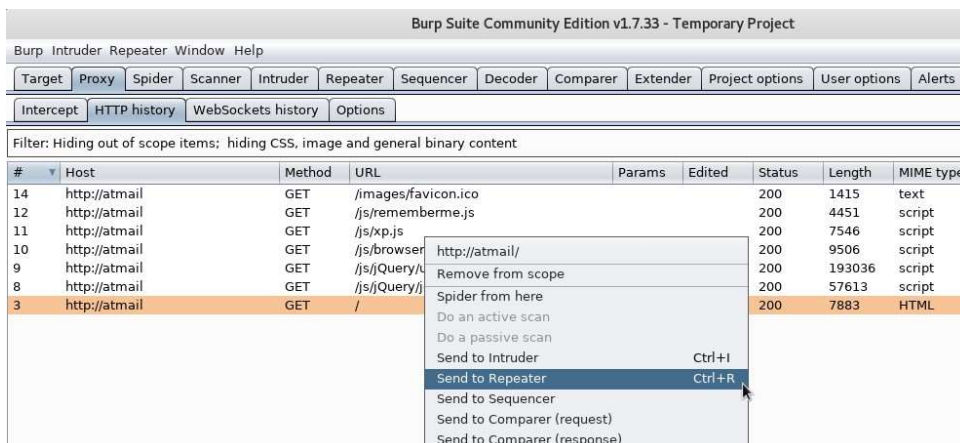 Burp Suite Community Edition v1.7.33 - Temporary Project
Burp Intruder Repeater Window Help
Target Proxy Spider Scanner Intruder Repeater Sequencer Decoder Comparer Extender Project options User options Alerts
Intercept HTTP history WebSockets history Options
Filter: Hiding out of scope items; hiding CSS, image and general binary content
# Host Method URL Params Edited Status Length MIME type
14 http://atmail GET /images/favicon.ico 200 1415 text
12 http://atmail GET /js/rememberme.js 200 4451 script
11 http://atmail GET /js/xp.js 200 7546 script
10 http://atmail GET /js/browser 200 9506 script
9 http://atmail GET /js/jQuery/u 200 193036 script
8 http://atmail GET /js/jQuery/j 200 57613 script
3 http://atmail GET / 200 7883 HTML
http://atmail/
Remove from scope
Spider from here
Do an active scan
Do a passive scan
Send to Intruder Ctrl+I
Send to Repeater Ctrl+R
Send to Sequencer
Send to Comparer (request)
Send to Comparer (response)